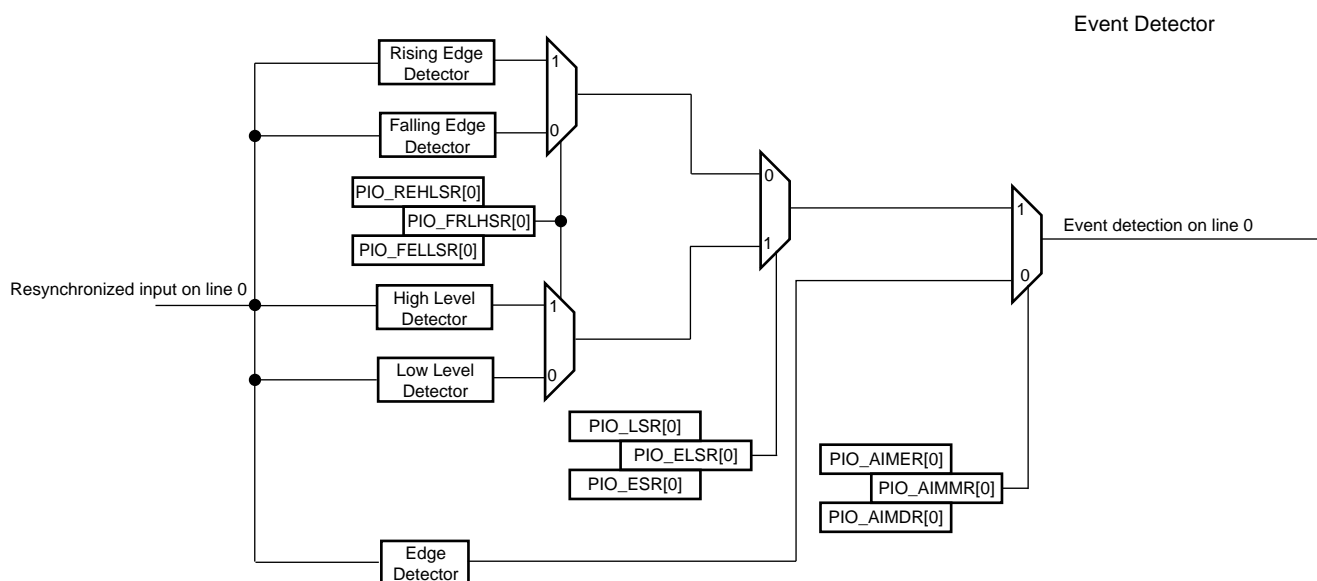 Event Detector
Rising Edge
Detector
1
Falling Edge
Detector
0
0
PIO_REHLSR[0]
PIO_FRLHSR[0]
PIO_FELLSR[0]
1
1
Event detection on line 0
0
Resynchronized input on line 0
High Level
Detector
1
Low Level
Detector
0
PIO_LSR[0]
PIO_ELSR[0]
PIO_ESR[0]
PIO_AIMER[0]
PIO_AIMMR[0]
PIO_AIMDR[0]
Edge
Detector